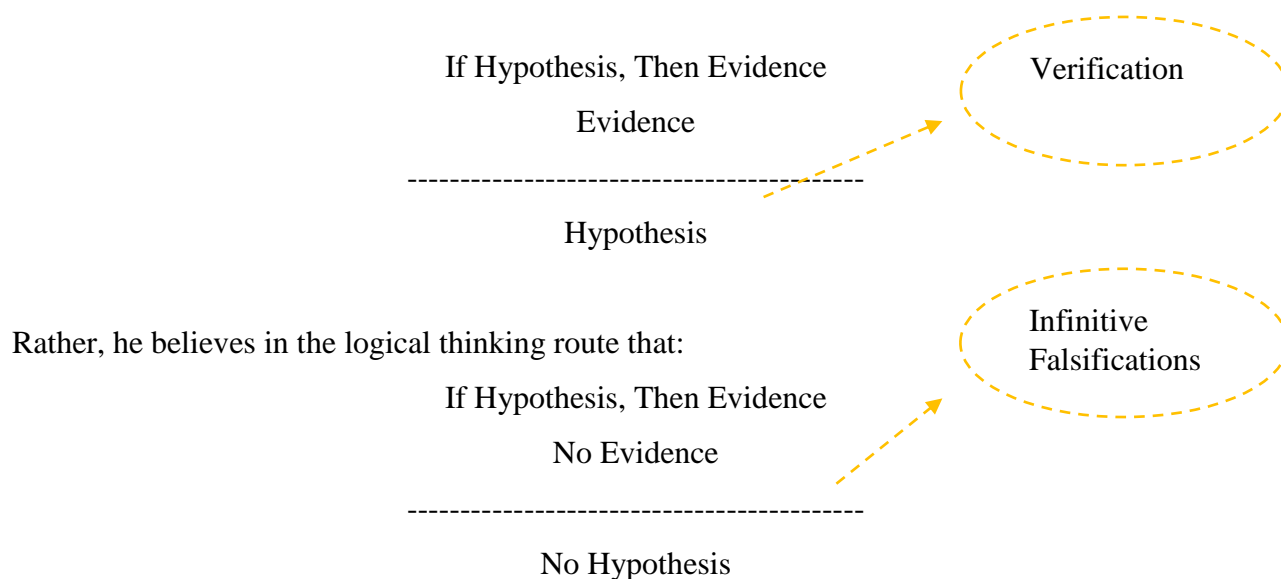 If Hypothesis, Then Evidence
Verification
Evidence
-------------------------------------------
Hypothesis
Infinitive
Falsifications
Rather, he believes in the logical thinking route that:
If Hypothesis, Then Evidence
No Evidence
-------------------------------------------
No Hypothesis